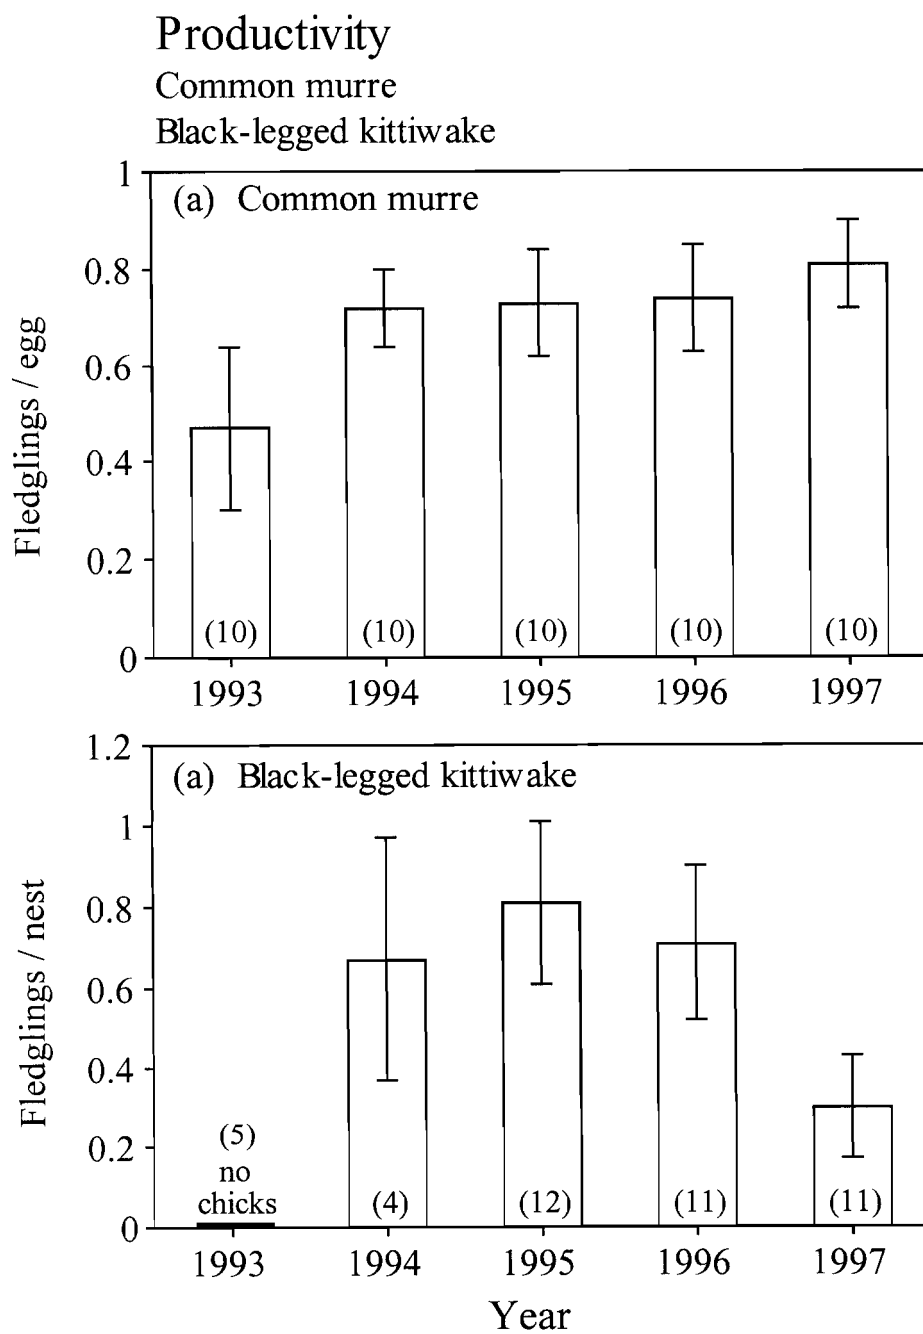 Productivity
Common murre
Black-legged kittiwake
(a) Common murre
Fledglings / egg
1
0.8
0.6
0.4
0.2
0
(10) (10) (10) (10) (10)
1993 1994 1995 1996 1997
(a) Black-legged kittiwake
Fledglings / nest
1.2
1
0.8
0.6
0.4
0.2
0
(5)
no
chicks
(4) (12) (11) (11)
1993 1994 1995 1996 1997
Year